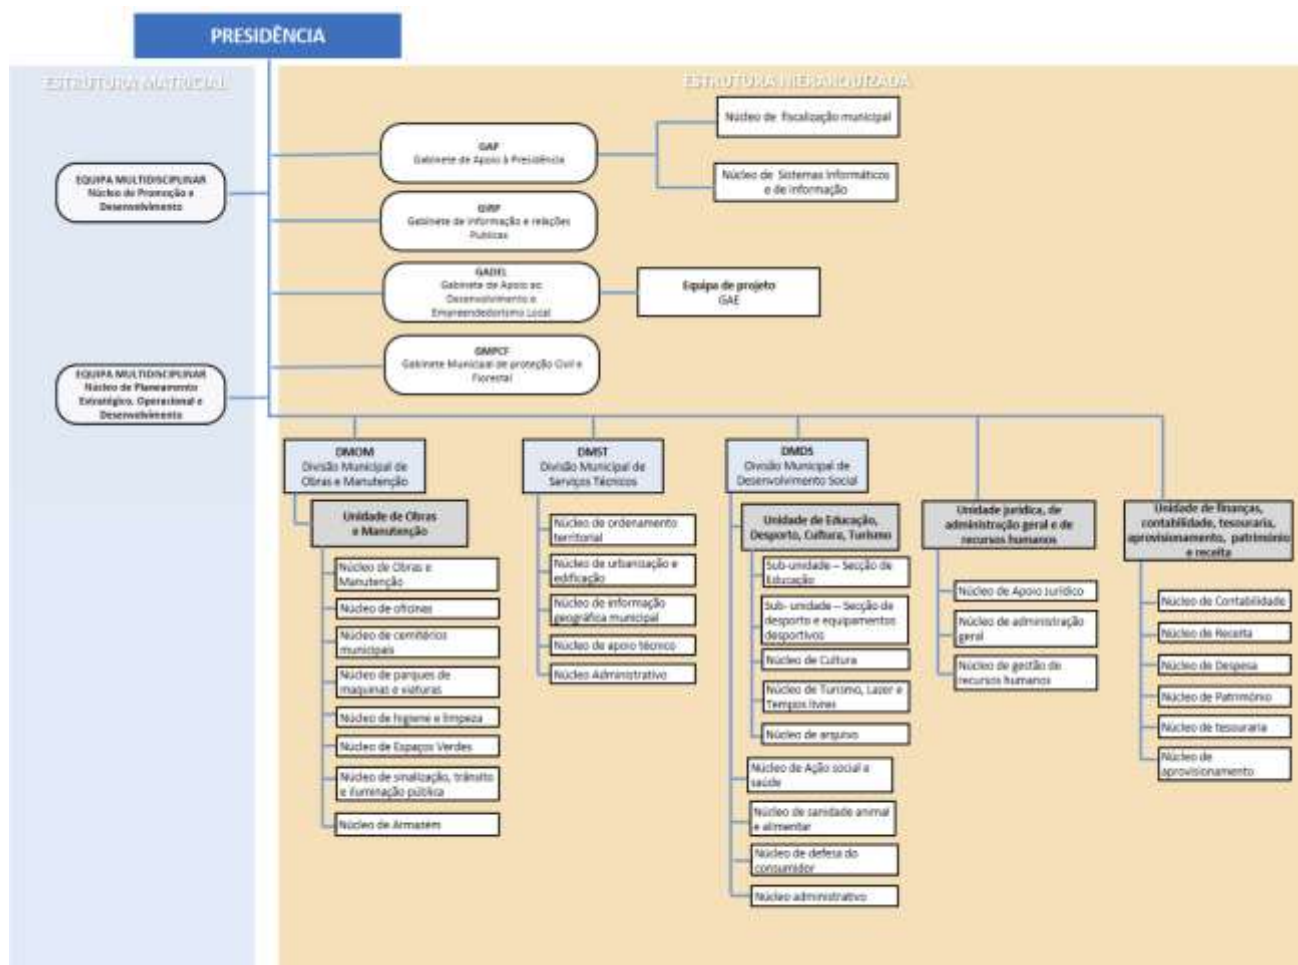 PRESIDÊNCIA
ESTRUTURA MATRICIAL
ESTRUTURA HIERARQUIZADA
EQUIPA MULTIDISCIPLINAR
Núcleo de Promoção e
Desenvolvimento
EQUIPA MULTIDISCIPLINAR
Núcleo de Planeamento
Estratégico, Operacional e
Desenvolvimento
GAP
Gabinete de Apoio à Presidência
Núcleo de fiscalização municipal
Núcleo de Sistemas Informáticos
e de Informação
GIRP
Gabinete de Informação e relações
Publicas
GADEL
Gabinete de Apoio ao
Desenvolvimento e
Empreendedorismo Local
Equipa de projeto
GAE
GMPCF
Gabinete Municipal de proteção Civil e
Florestal
DMOM
Divisão Municipal de
Obras e Manutenção
Unidade de Obras
e Manutenção
Núcleo de Obras e
Manutenção
Núcleo de oficinas
Núcleo de cemitérios
municipais
Núcleo de parques de
maquinas e viaturas
Núcleo de higiene e limpeza
Núcleo de Espaços Verdes
Núcleo de sinalização, trânsito
e iluminação pública
Núcleo de Armazém
DMST
Divisão Municipal de
Serviços Técnicos
Núcleo de ordenamento
territorial
Núcleo de urbanização e
edificação
Núcleo de informação
geográfica municipal
Núcleo de apoio técnico
Núcleo Administrativo
DMDS
Divisão Municipal de
Desenvolvimento Social
Unidade de Educação,
Desporto, Cultura, Turismo
Sub-unidade – Secção de
Educação
Sub- unidade – Secção de
desporto e equipamentos
desportivos
Núcleo de Cultura
Núcleo de Turismo, Lazer e
Tempos livres
Núcleo de arquivo
Núcleo de Ação social e
saúde
Núcleo de sanidade animal
e alimentar
Núcleo de defesa do
consumidor
Núcleo administrativo
Unidade jurídica, de
administração geral e de
recursos humanos
Núcleo de Apoio Jurídico
Núcleo de administração
geral
Núcleo de gestão de
recursos humanos
Unidade de finanças,
contabilidade, tesouraria,
aprovisionamento, património
e receita
Núcleo de Contabilidade
Núcleo de Receita
Núcleo de Despesa
Núcleo de Património
Núcleo de tesouraria
Núcleo de
aprovisionamento